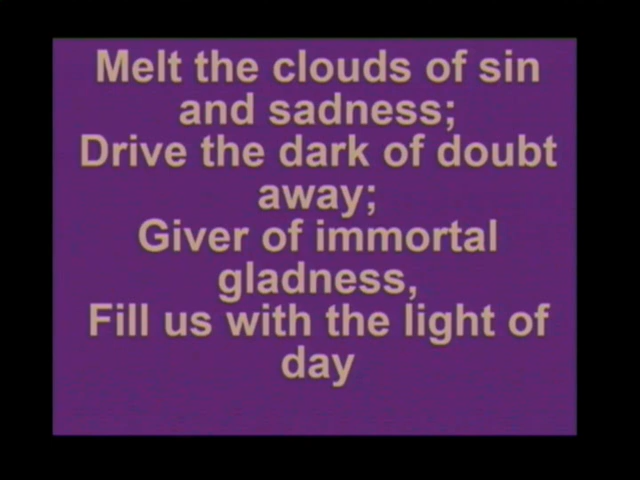 Melt the clouds of sin
and sadness;
Drive the dark of doubt
away;
Giver of immortal
gladness,
Fill us with the light of
day